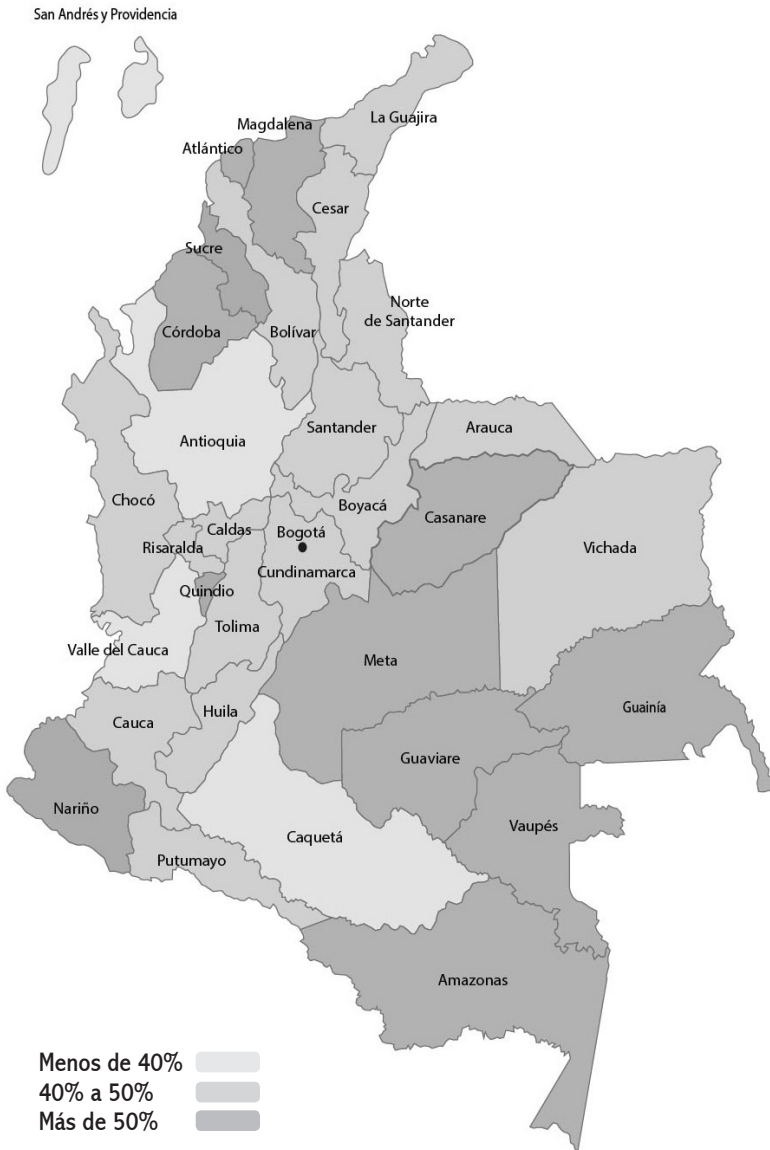 San Andrés y Providencia
La Guajira
Magdalena
Atlántico
Cesar
Sucre
Norte
de Santander
Córdoba
Bolívar
Santander
Arauca
Antioquia
Chocó
Boyacá
Casanare
Caldas
Bogotá
Risaralda
Vichada
Cundinamarca
Quindio
Tolima
Valle del Cauca
Meta
Guainía
Huila
Cauca
Guaviare
Nariño
Vaupés
Caquetá
Putumayo
Amazonas
Menos de 40%
40% a 50%
Más de 50%